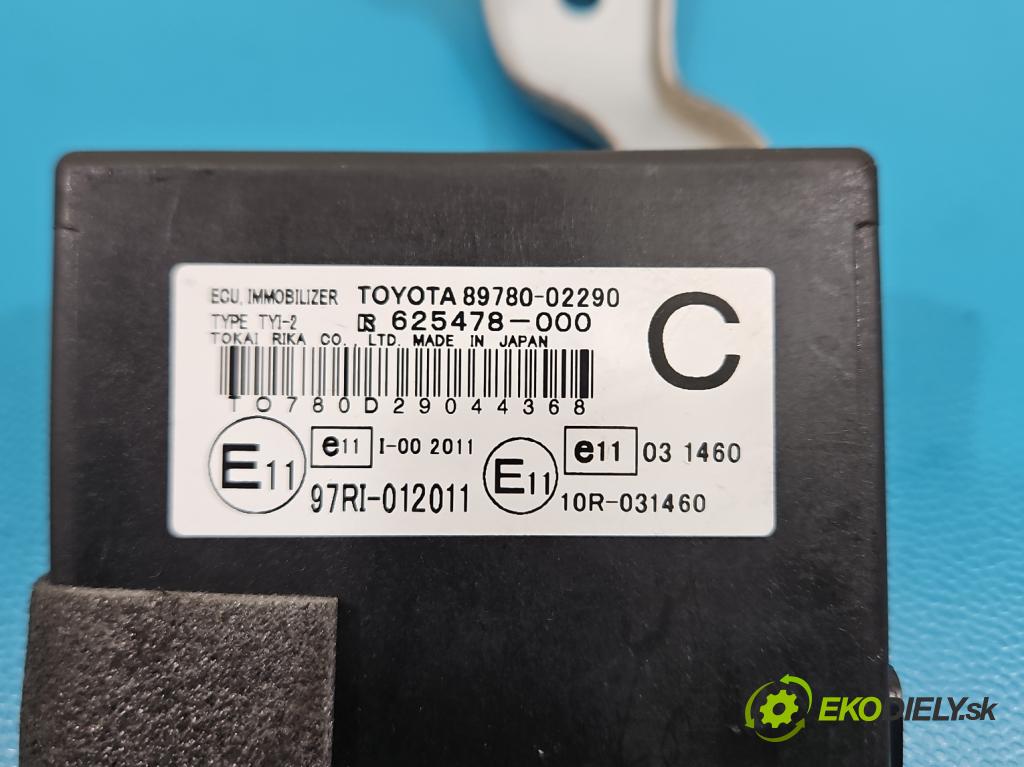 ECU, IMMOBILIZER TOYOTA 89780-02290
TYPE TYI-2 625478-000
TOKAI RIKA CO., LTD. MADE IN JAPAN
C
TO780D29044368
E11 e11 I-00 2011 E11 e11 03 1460
97RI-012011 10R-031460
EKODIELY.sk